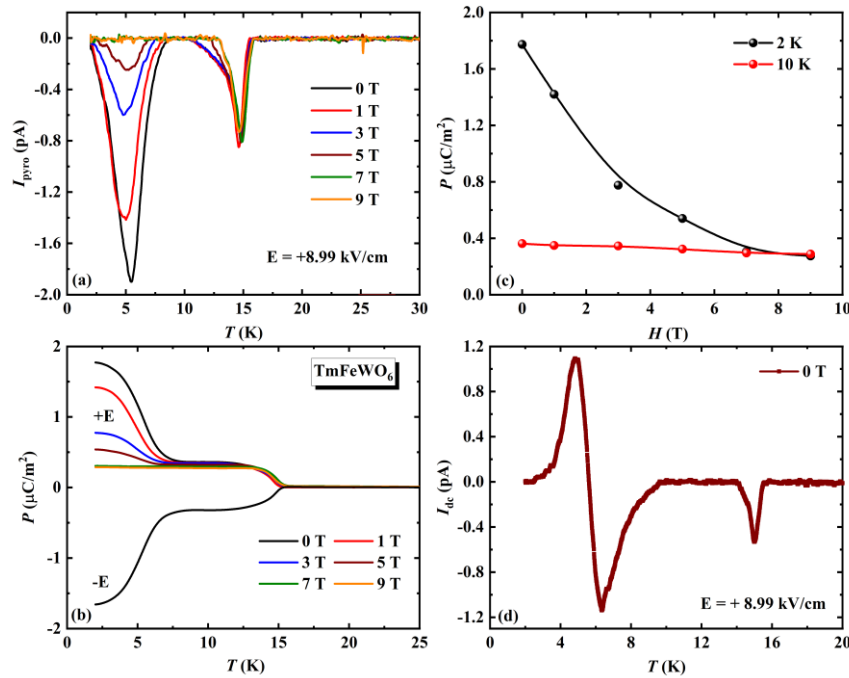 0.0
-0.4
-0.8
-1.2
-1.6
-2.0
I_pyro (pA)
0 T
1 T
3 T
5 T
7 T
9 T
E = +8.99 kV/cm
(a)
0 5 10 15 20 25 30
T (K)
2.0
1.6
1.2
0.8
0.4
0.0
P (μC/m²)
2 K
10 K
(c)
0 2 4 6 8 10
H (T)
2
1
0
-1
-2
P (μC/m²)
TmFeWO₆
+E
-E
0 T 1 T
3 T 5 T
7 T 9 T
(b)
0 5 10 15 20 25
T (K)
1.2
0.8
0.4
0.0
-0.4
-0.8
-1.2
I_dc (pA)
0 T
E = + 8.99 kV/cm
(d)
0 4 8 12 16 20
T (K)